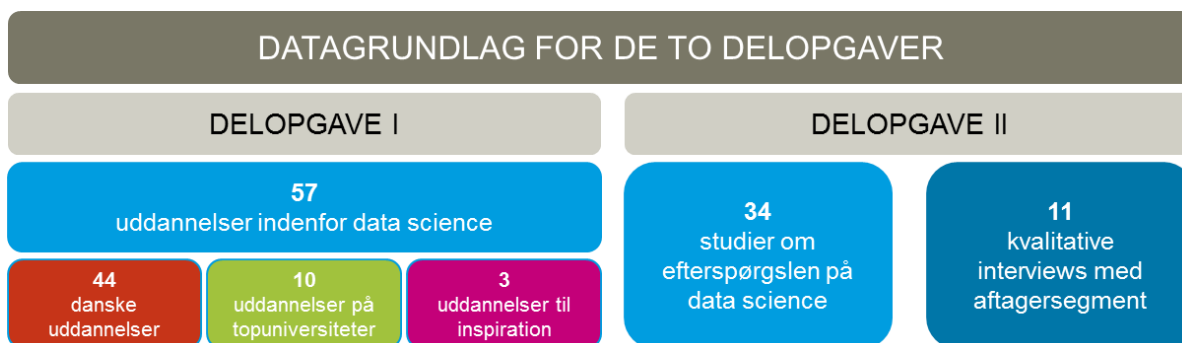 DATAGRUNDLAG FOR DE TO DELOPGAVER
DELOPGAVE I
57
uddannelser indenfor data science
44
danske
uddannelser
10
uddannelser på
topuniversiteter
3
uddannelser til
inspiration
DELOPGAVE II
34
studier om
efterspørgslen på
data science
11
kvalitative
interviews med
aftagersegment